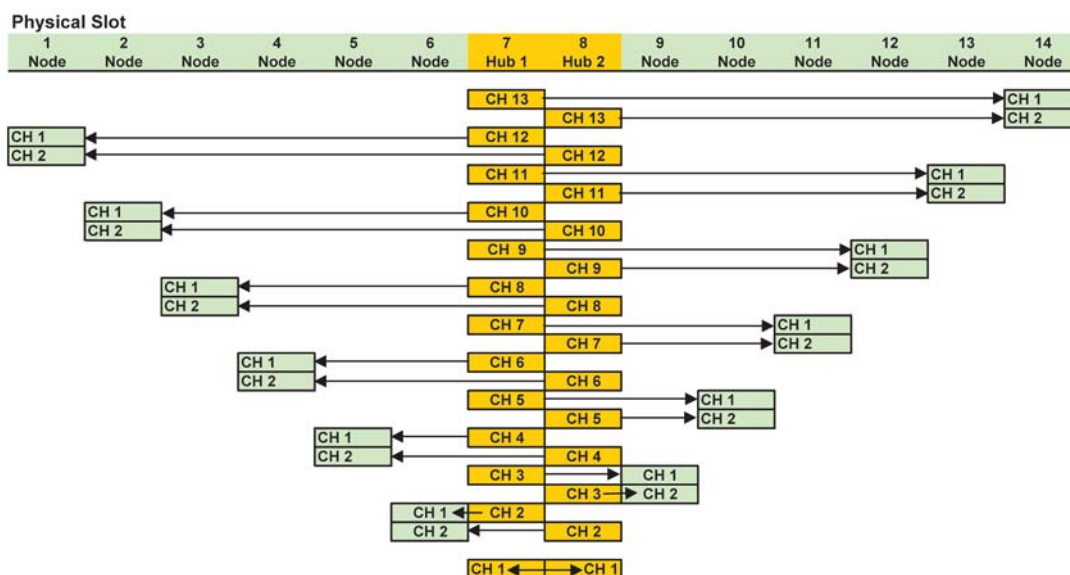 Physical Slot
1 2 3 4 5 6 7 8 9 10 11 12 13 14
Node Node Node Node Node Node Hub 1 Hub 2 Node Node Node Node Node Node
CH 13 CH 1
CH 13 CH 2
CH 1 CH 12
CH 2 CH 12
CH 11 CH 1
CH 11 CH 2
CH 1 CH 10
CH 2 CH 10
CH 9 CH 1
CH 9 CH 2
CH 1 CH 8
CH 2 CH 8
CH 7 CH 1
CH 7 CH 2
CH 1 CH 6
CH 2 CH 6
CH 5 CH 1
CH 5 CH 2
CH 1 CH 4
CH 2 CH 4
CH 3 CH 1
CH 3 CH 2
CH 1 CH 2
CH 2 CH 2
CH 1 CH 1